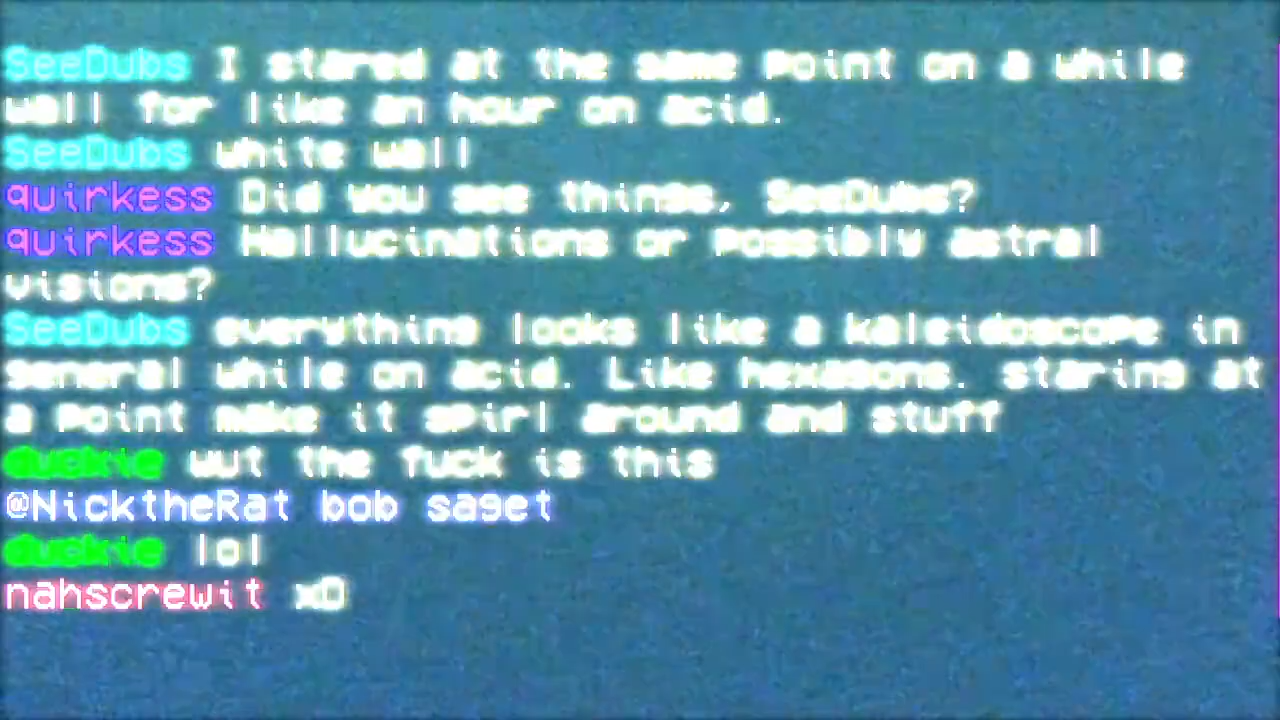 SeeDubs I stared at the same point on a while
wall for like an hour on acid.
SeeDubs white wall
quirkess Did you see things, SeeDubs?
quirkess Hallucinations or possibly astral
visions?
SeeDubs everything looks like a kaleidoscope in
general while on acid. Like hexagons. staring at
a point make it spirl around and stuff
duckie wut the fuck is this
@NicktheRat bob saget
duckie lol
nahscrewit xD